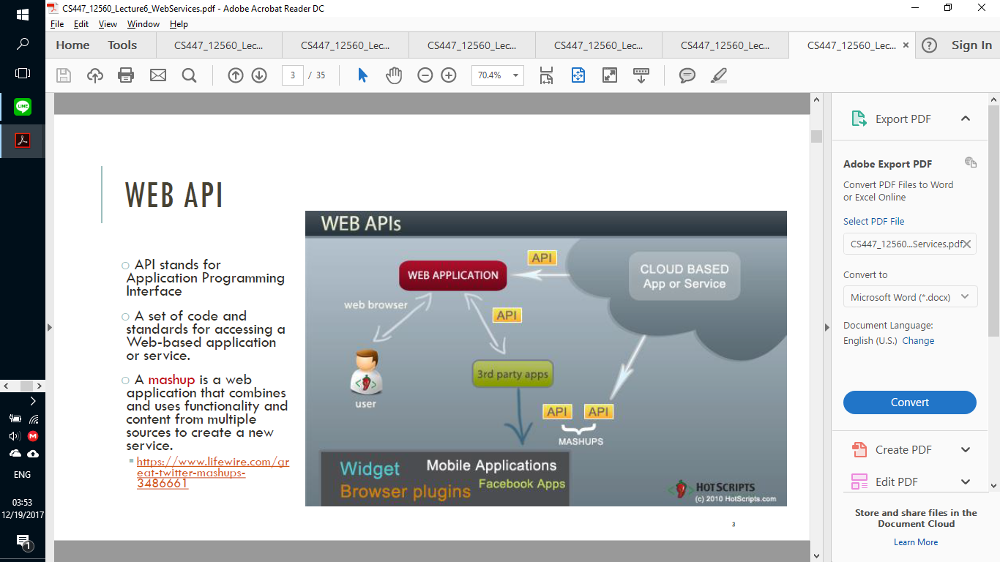 CS447_12560_Lecture6_WebServices.pdf - Adobe Acrobat Reader DC
File Edit View Window Help
Home Tools CS447_12560_Lec... CS447_12560_Lec... CS447_12560_Lec... CS447_12560_Lec... CS447_12560_Lec... CS447_12560_Lec... Sign In
3 / 35 70.4%
WEB API
API stands for
Application Programming
Interface
A set of code and
standards for accessing a
Web-based application
or service.
A mashup is a web
application that combines
and uses functionality and
content from multiple
sources to create a new
service.
https://www.lifewire.com/gr
eat-twitter-mashups-
3486661
WEB APIs
API
WEB APPLICATION
CLOUD BASED
App or Service
web browser
API
3rd party apps
user
API API
MASHUPS
Widget
Mobile Applications
Browser plugins
Facebook Apps
HOTSCRIPTS
(c) 2010 HotScripts.com
3
Export PDF
Adobe Export PDF
Convert PDF Files to Word
or Excel Online
Select PDF File
CS447_12560...Services.pdf
Convert to
Microsoft Word (*.docx)
Document Language:
English (U.S.) Change
Convert
Create PDF
Edit PDF
Store and share files in the
Document Cloud
Learn More
LINE
ENG
03:53
12/19/2017
1